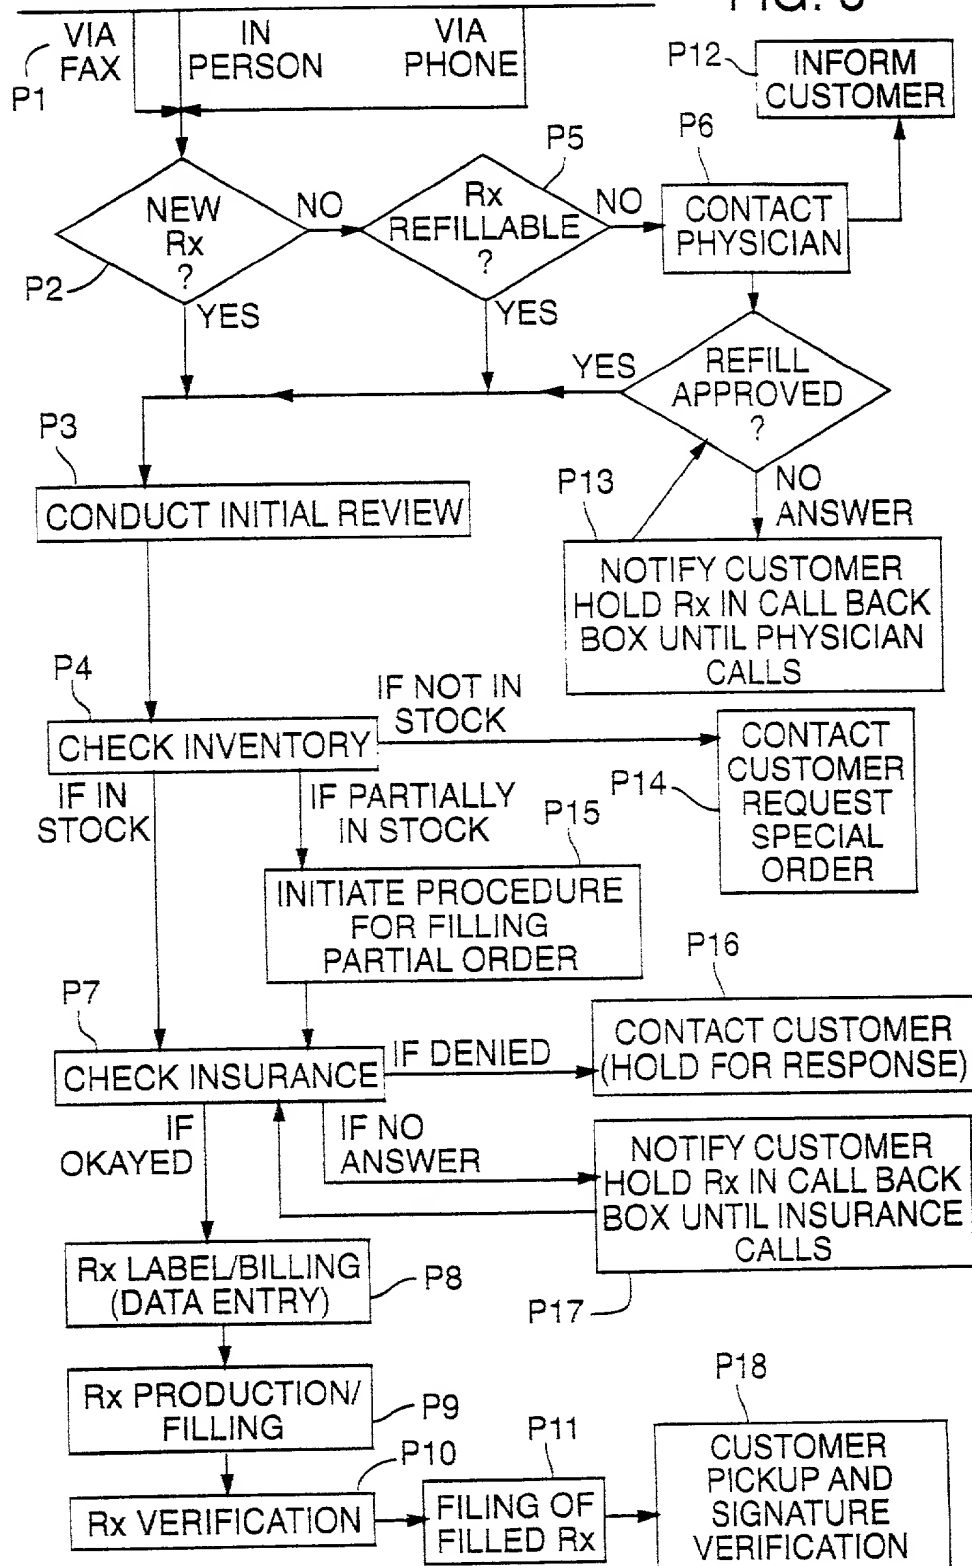 VIA
FAX
IN
PERSON
VIA
PHONE
P1
P12
INFORM
CUSTOMER
P6
P5
NEW
Rx
?
NO
Rx
REFILLABLE
?
NO
CONTACT
PHYSICIAN
P2
YES
YES
YES
REFILL
APPROVED
?
P3
CONDUCT INITIAL REVIEW
P13
NO
ANSWER
NOTIFY CUSTOMER
HOLD Rx IN CALL BACK
BOX UNTIL PHYSICIAN
CALLS
P4
CHECK INVENTORY
IF NOT IN
STOCK
CONTACT
CUSTOMER
REQUEST
SPECIAL
ORDER
P14
IF IN
STOCK
IF PARTIALLY
IN STOCK
P15
INITIATE PROCEDURE
FOR FILLING
PARTIAL ORDER
P16
P7
CHECK INSURANCE
IF DENIED
CONTACT CUSTOMER
(HOLD FOR RESPONSE)
IF
OKAYED
IF NO
ANSWER
NOTIFY CUSTOMER
HOLD Rx IN CALL BACK
BOX UNTIL INSURANCE
CALLS
P17
Rx LABEL/BILLING
(DATA ENTRY)
P8
Rx PRODUCTION/
FILLING
P9
P10
Rx VERIFICATION
P11
FILING OF
FILLED Rx
P18
CUSTOMER
PICKUP AND
SIGNATURE
VERIFICATION